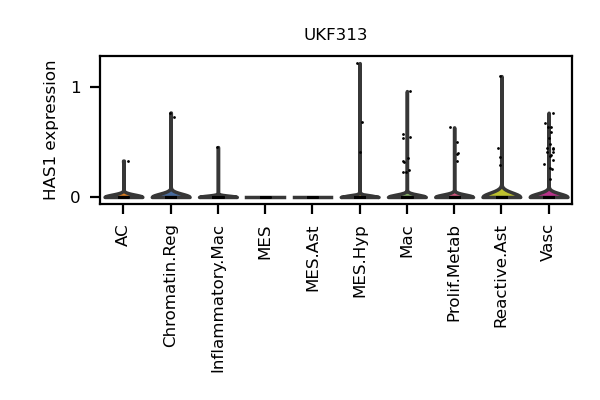 UKF313
HAS1 expression
1
0
AC
Chromatin.Reg
Inflammatory.Mac
MES
MES.Ast
MES.Hyp
Mac
Prolif.Metab
Reactive.Ast
Vasc